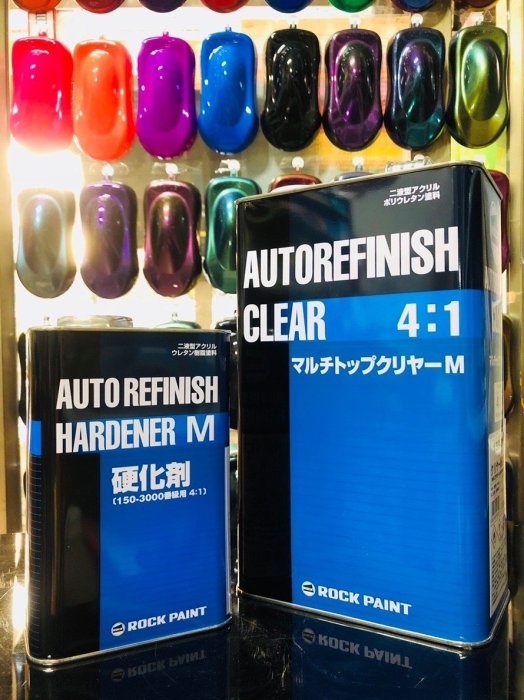 二液型アクリル
ウレタン樹脂塗料
AUTO REFINISH
HARDENER M
硬化剤
(150-3000番級用 4:1)
ROCK PAINT
二液型アクリル
ポリウレタン塗料
AUTOREFINISH
CLEAR 4:1
マルチトップクリヤーM
ROCK PAINT